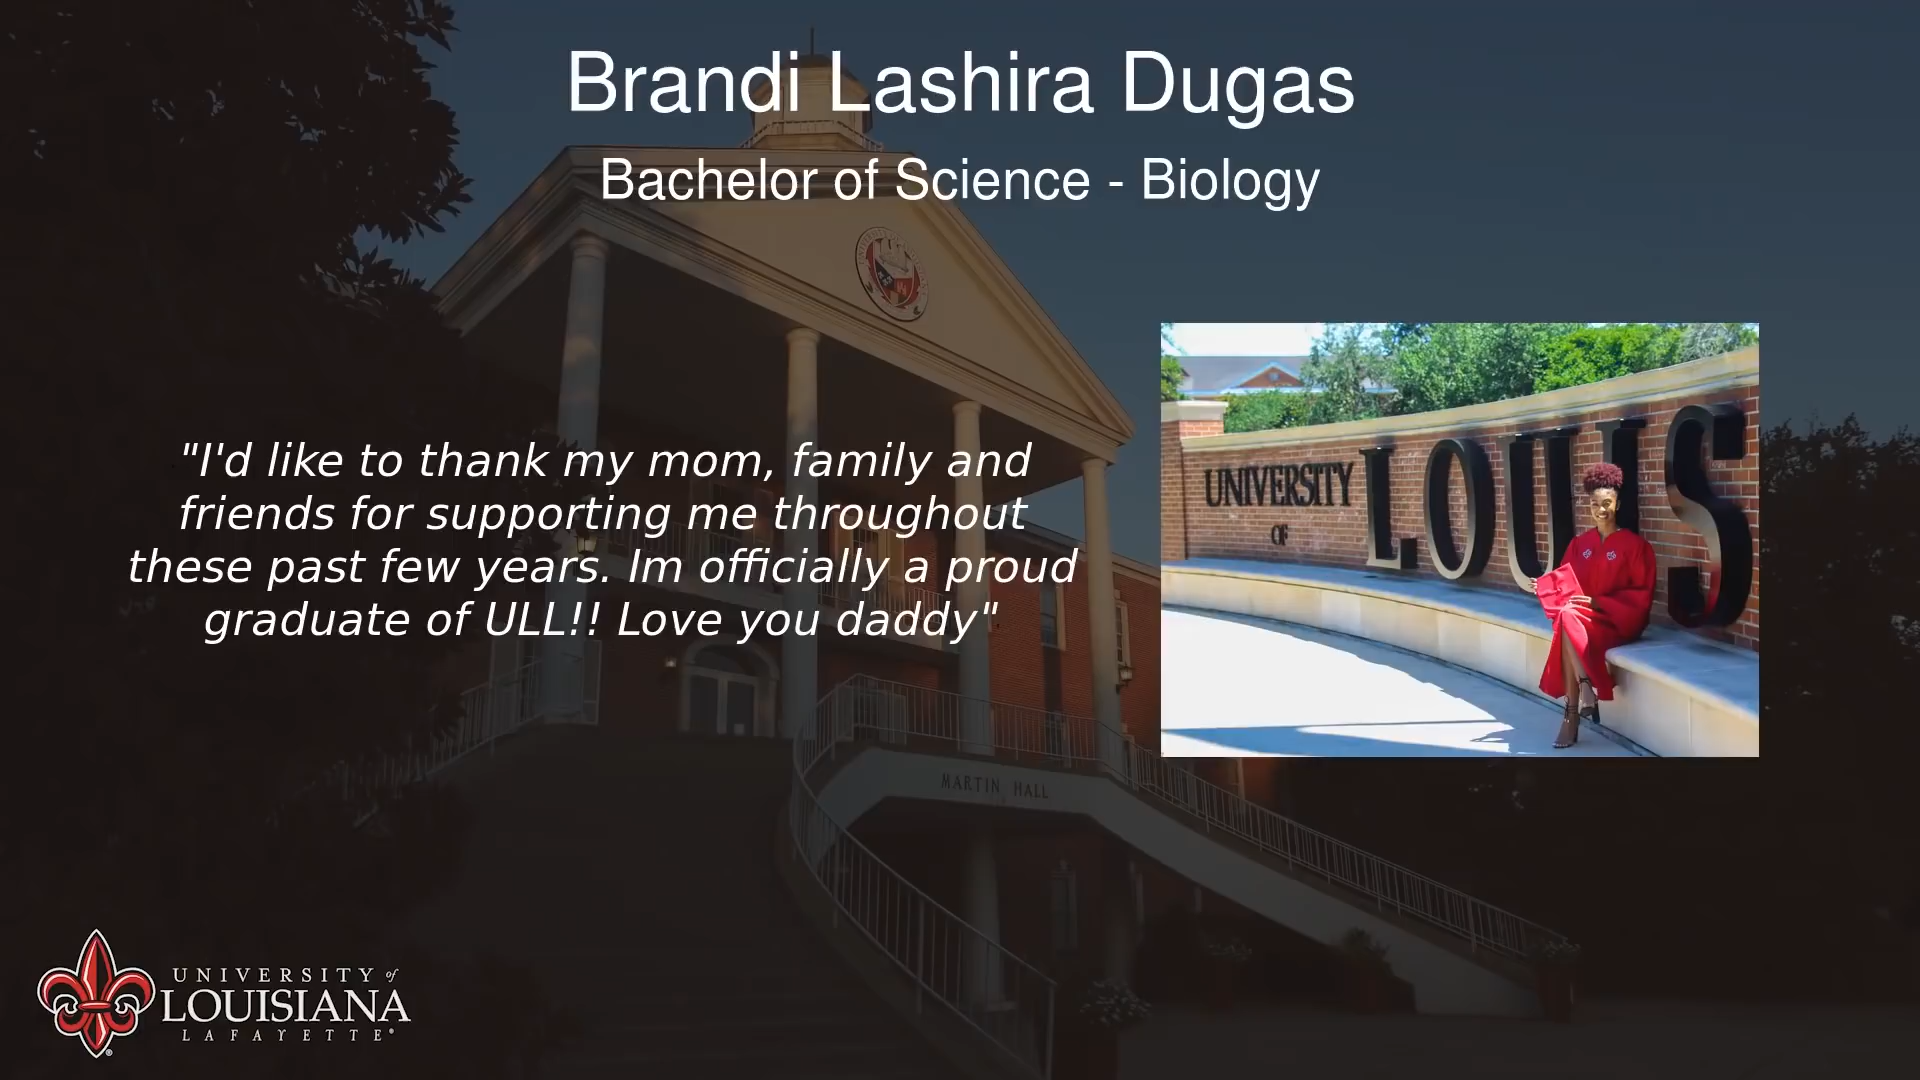 Brandi Lashira Dugas
Bachelor of Science - Biology
"I'd like to thank my mom, family and
friends for supporting me throughout
these past few years. Im officially a proud
graduate of ULL!! Love you daddy"
UNIVERSITY
OF
LOUIS
MARTIN HALL
UNIVERSITY of
LOUISIANA
LAFAYETTE®